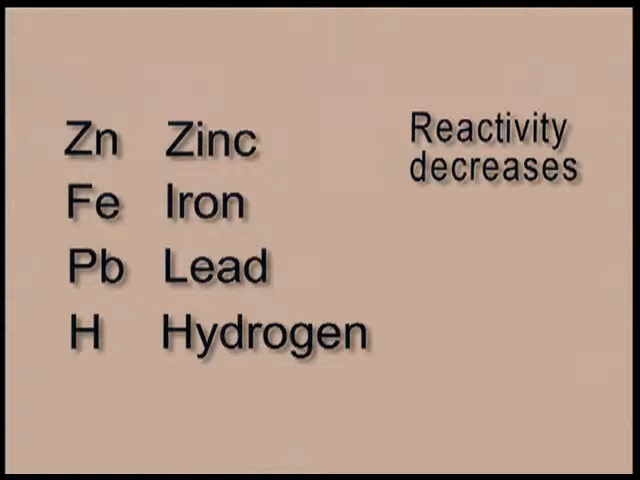 Zn Zinc
Fe Iron
Pb Lead
H Hydrogen
Reactivity
decreases